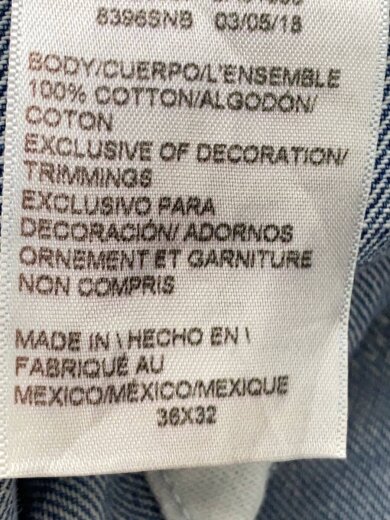 8396SNB 03/05/18
BODY/CUERPO/L'ENSEMBLE
100% COTTON/ALGODÓN/
COTON
EXCLUSIVE OF DECORATION/
TRIMMINGS
EXCLUSIVO PARA
DECORACIÓN/ ADORNOS
ORNEMENT ET GARNITURE
NON COMPRIS
MADE IN \ HECHO EN \
FABRIQUÉ AU
MEXICO/MÉXICO/MEXIQUE
36X32